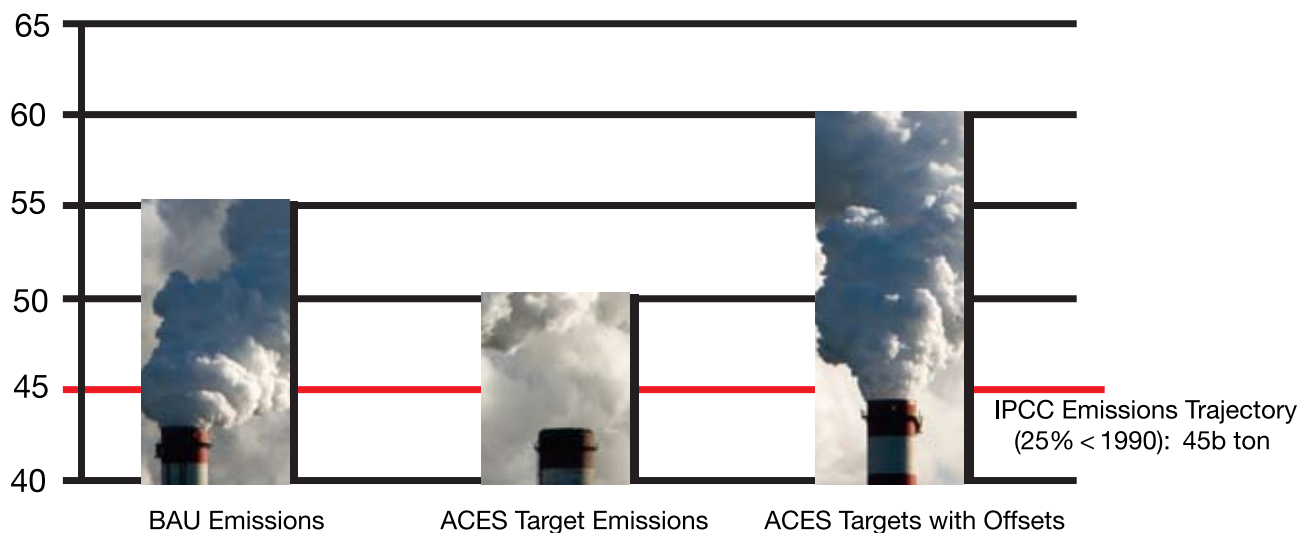 65
60
55
50
45
40
IPCC Emissions Trajectory
(25% < 1990): 45b ton
BAU Emissions
ACES Target Emissions
ACES Targets with Offsets